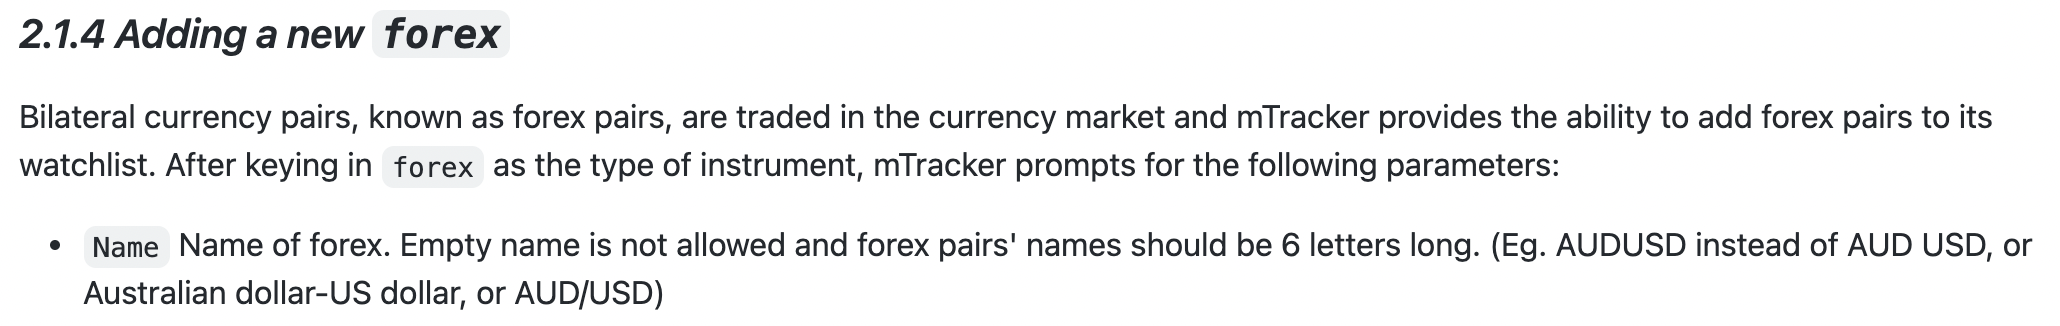 2.1.4 Adding a new forex
Bilateral currency pairs, known as forex pairs, are traded in the currency market and mTracker provides the ability to add forex pairs to its
watchlist. After keying in forex as the type of instrument, mTracker prompts for the following parameters:
• Name Name of forex. Empty name is not allowed and forex pairs' names should be 6 letters long. (Eg. AUDUSD instead of AUD USD, or
Australian dollar-US dollar, or AUD/USD)